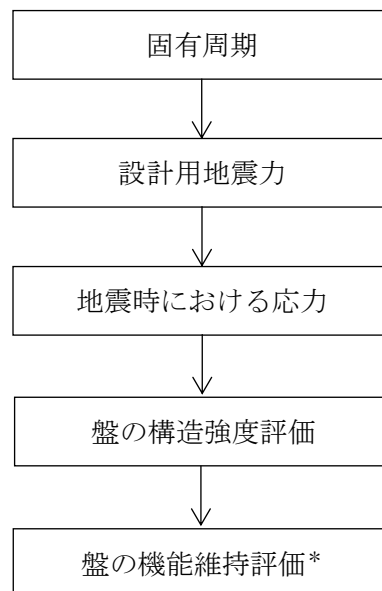 固有周期
設計用地震力
地震時における応力
盤の構造強度評価
盤の機能維持評価*